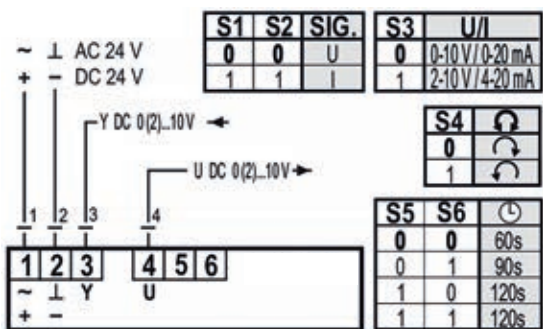 ~ ⊥ AC 24 V
+ − DC 24 V
Y DC 0(2)...10V
U DC 0(2)...10V
1 2 3 4
1 2 3 4 5 6
~ ⊥ Y U
+ −
S1 S2 SIG.
0 0 U
1 1 I
S3 U/I
0 0-10 V/0-20 mA
1 2-10 V/4-20 mA
S4
0
1
S5 S6
0 0 60s
0 1 90s
1 0 120s
1 1 120s